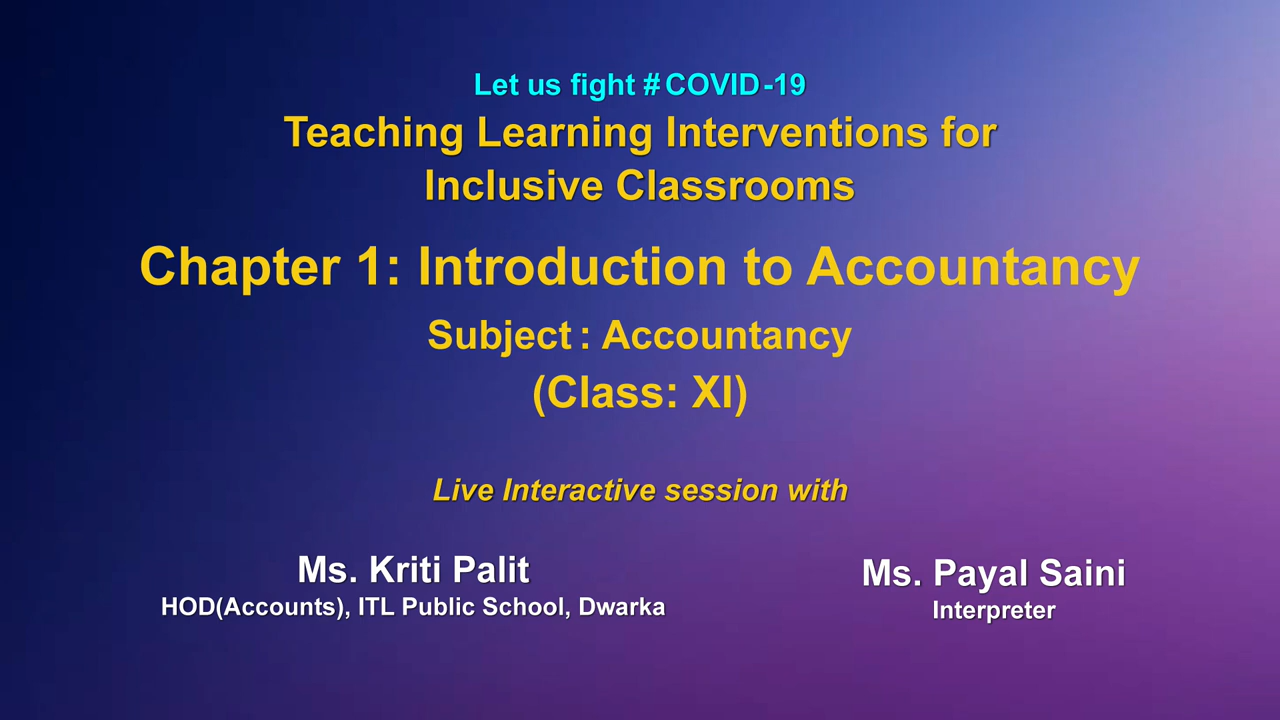 Let us fight #COVID-19
Teaching Learning Interventions for
Inclusive Classrooms
Chapter 1: Introduction to Accountancy
Subject : Accountancy
(Class: XI)
Live Interactive session with
Ms. Kriti Palit
HOD(Accounts), ITL Public School, Dwarka
Ms. Payal Saini
Interpreter